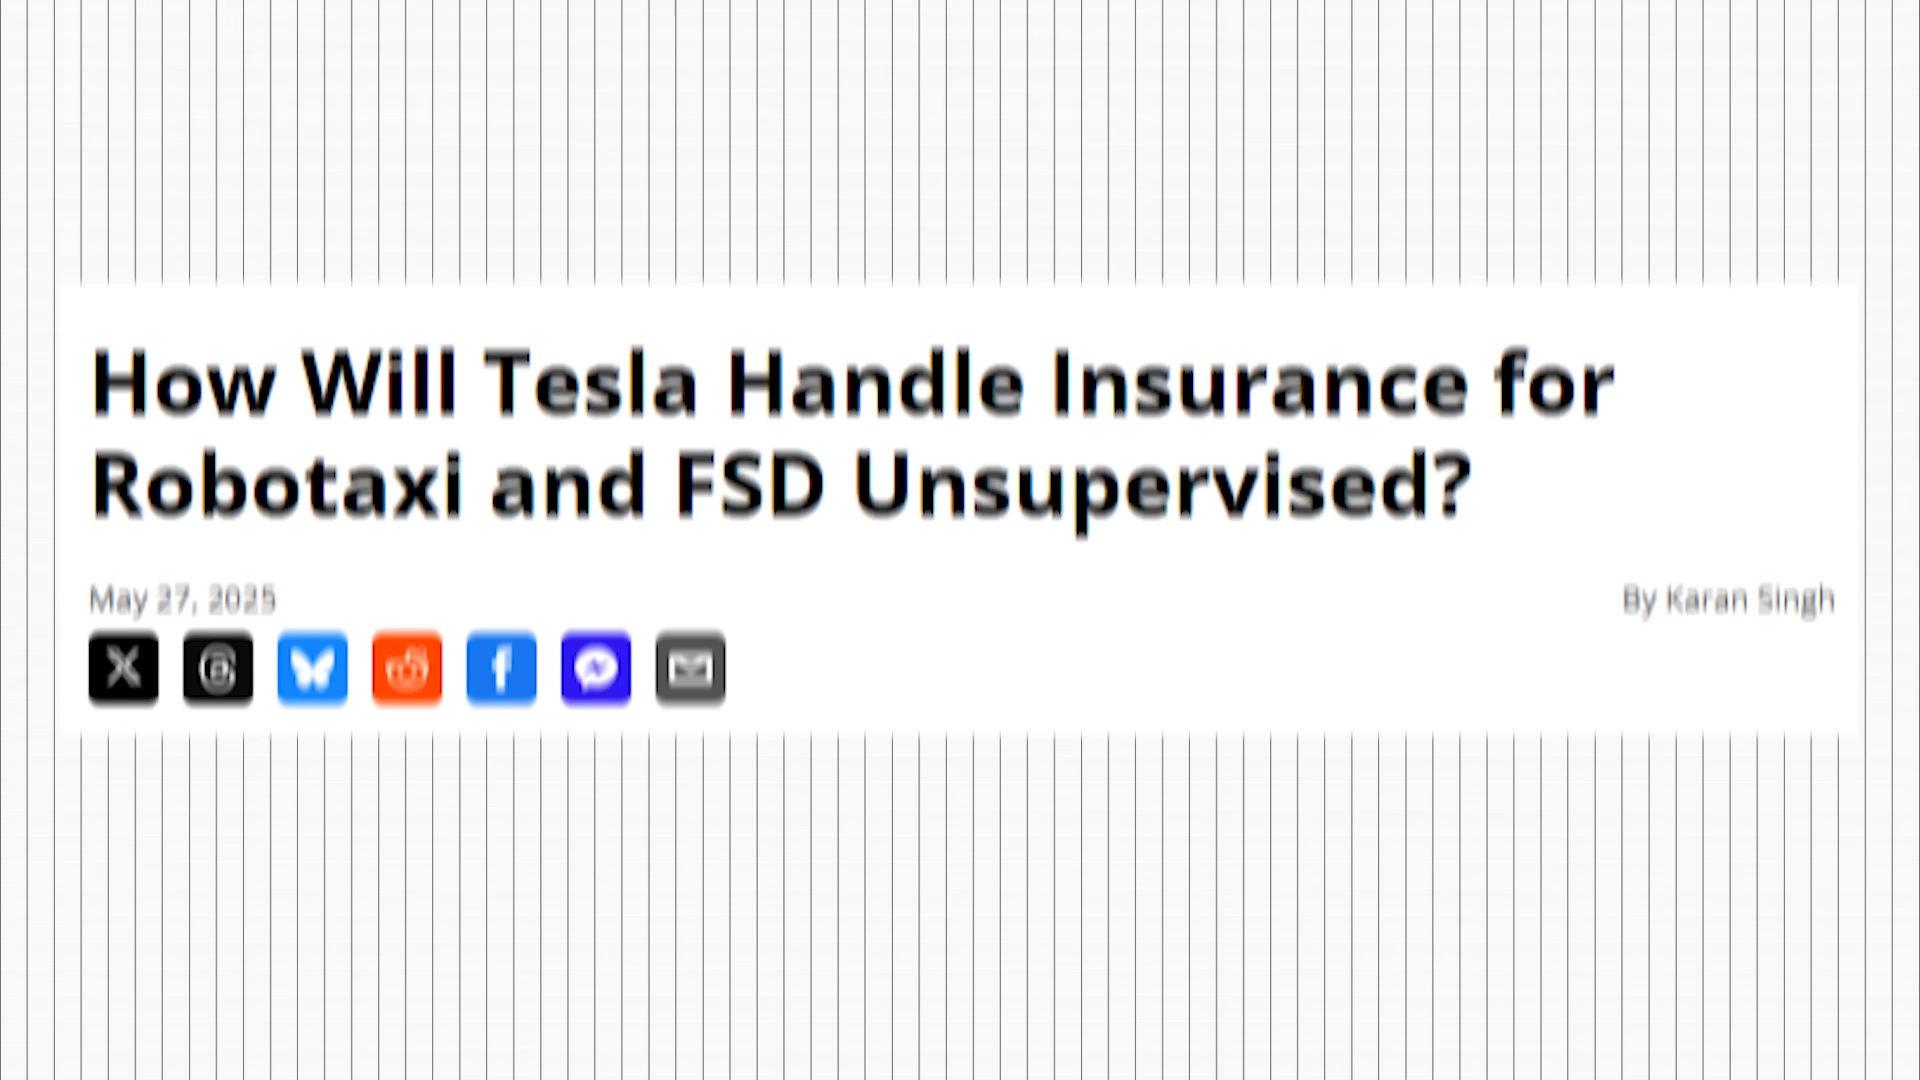 How Will Tesla Handle Insurance for
Robotaxi and FSD Unsupervised?
May 27, 2025
By Karan Singh